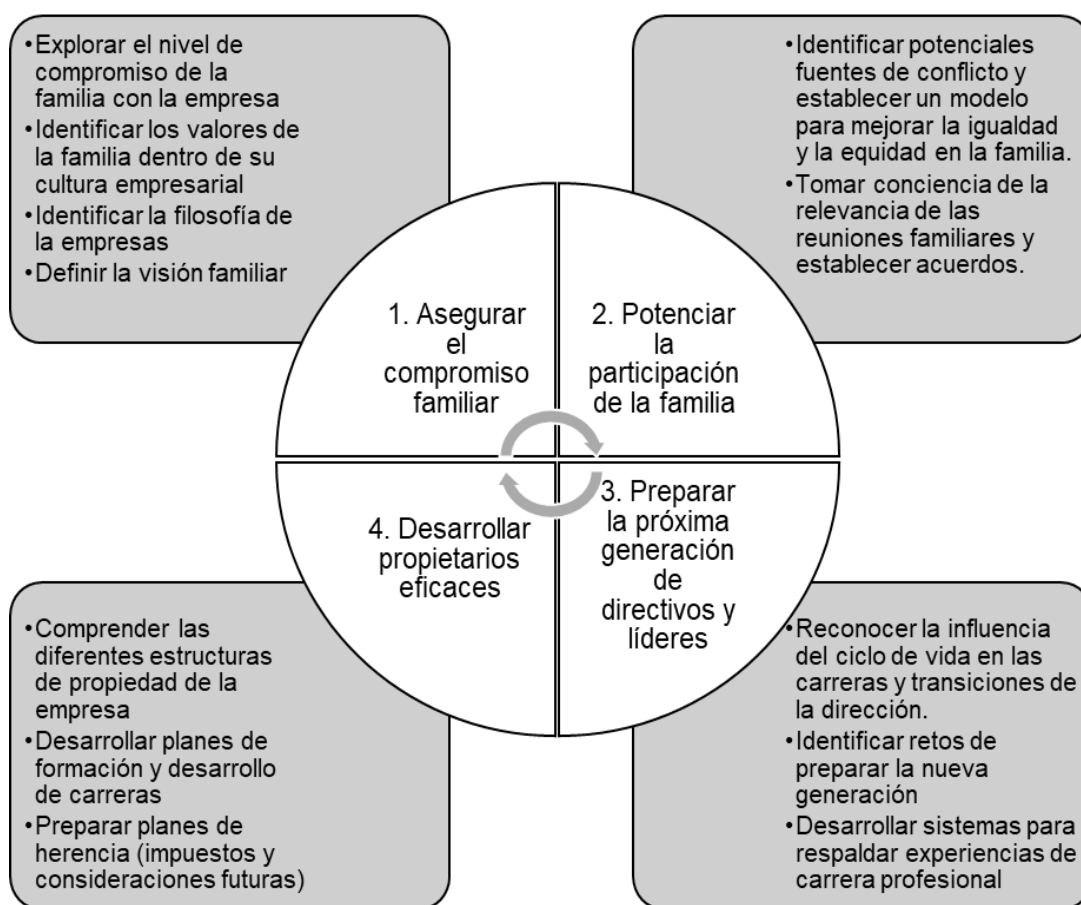 •Explorar el nivel de
compromiso de la
familia con la empresa
•Identificar los valores de
la familia dentro de su
cultura empresarial
•Identificar la filosofía de
la empresas
•Definir la visión familiar
•Identificar potenciales
fuentes de conflicto y
establecer un modelo
para mejorar la igualdad
y la equidad en la familia.
•Tomar conciencia de la
relevancia de las
reuniones familiares y
establecer acuerdos.
1. Asegurar
el
compromiso
familiar
2. Potenciar
la
participación
de la familia
4. Desarrollar
propietarios
eficaces
3. Preparar
la próxima
generación
de
directivos y
líderes
•Comprender las
diferentes estructuras
de propiedad de la
empresa
•Desarrollar planes de
formación y desarrollo
de carreras
•Preparar planes de
herencia (impuestos y
consideraciones futuras)
•Reconocer la influencia
del ciclo de vida en las
carreras y transiciones de
la dirección.
•Identificar retos de
preparar la nueva
generación
•Desarrollar sistemas para
respaldar experiencias de
carrera profesional